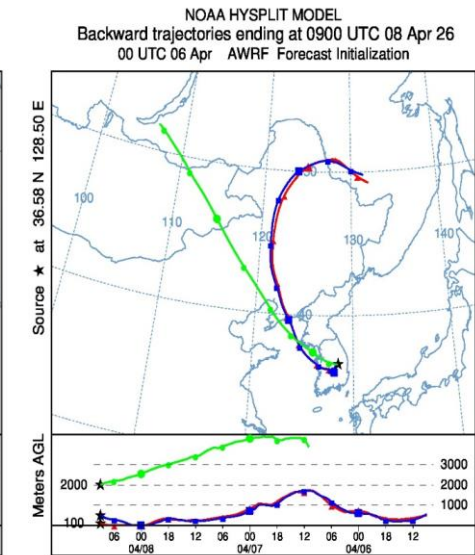 NOAA HYSPLIT MODEL
Backward trajectories ending at 0900 UTC 08 Apr 26
00 UTC 06 Apr AWRF Forecast Initialization
Source ★ at 36.58 N 128.50 E
100
110
120
130
140
50
40
Meters AGL
2000
100
3000
2000
1000
06 00 18 12 06 00 18 12 06 00 18 12
04/08 04/07 04/06